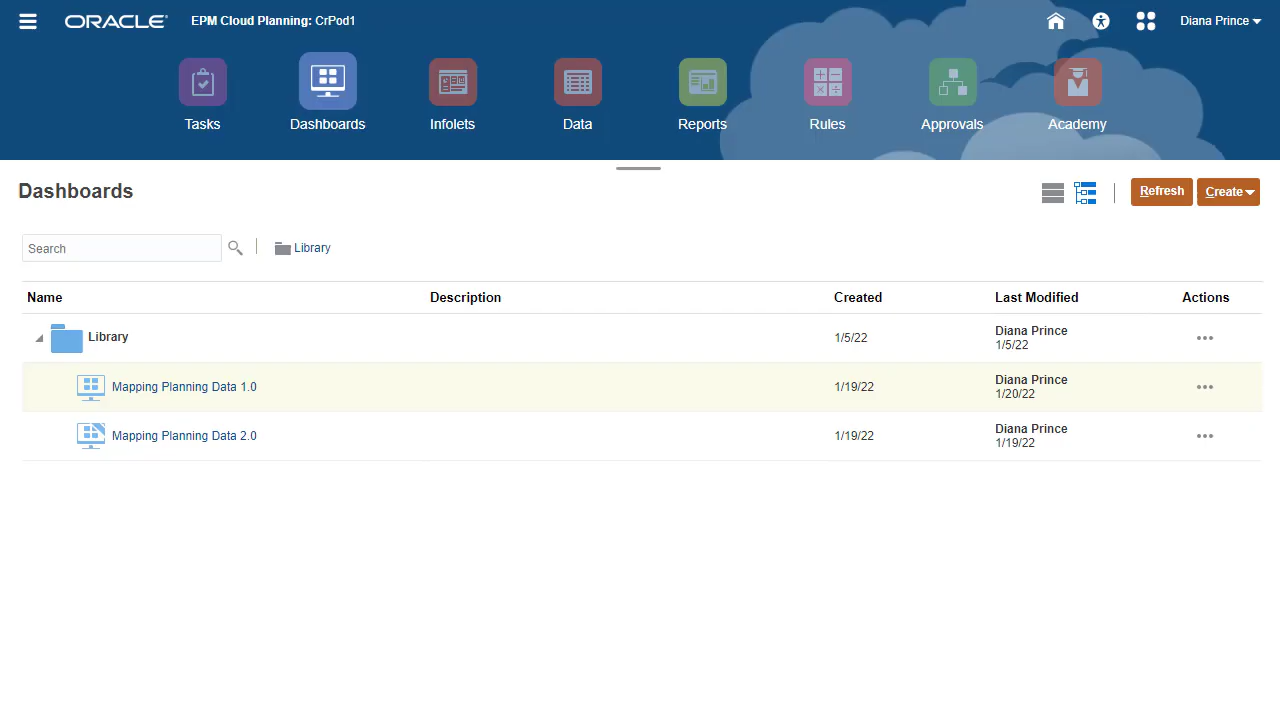 ORACLE EPM Cloud Planning: CrPod1 Diana Prince
Tasks Dashboards Infolets Data Reports Rules Approvals Academy
Dashboards Refresh Create
Search Library
Name Description Created Last Modified Actions
Library 1/5/22 Diana Prince
1/5/22
Mapping Planning Data 1.0 1/19/22 Diana Prince
1/20/22
Mapping Planning Data 2.0 1/19/22 Diana Prince
1/19/22